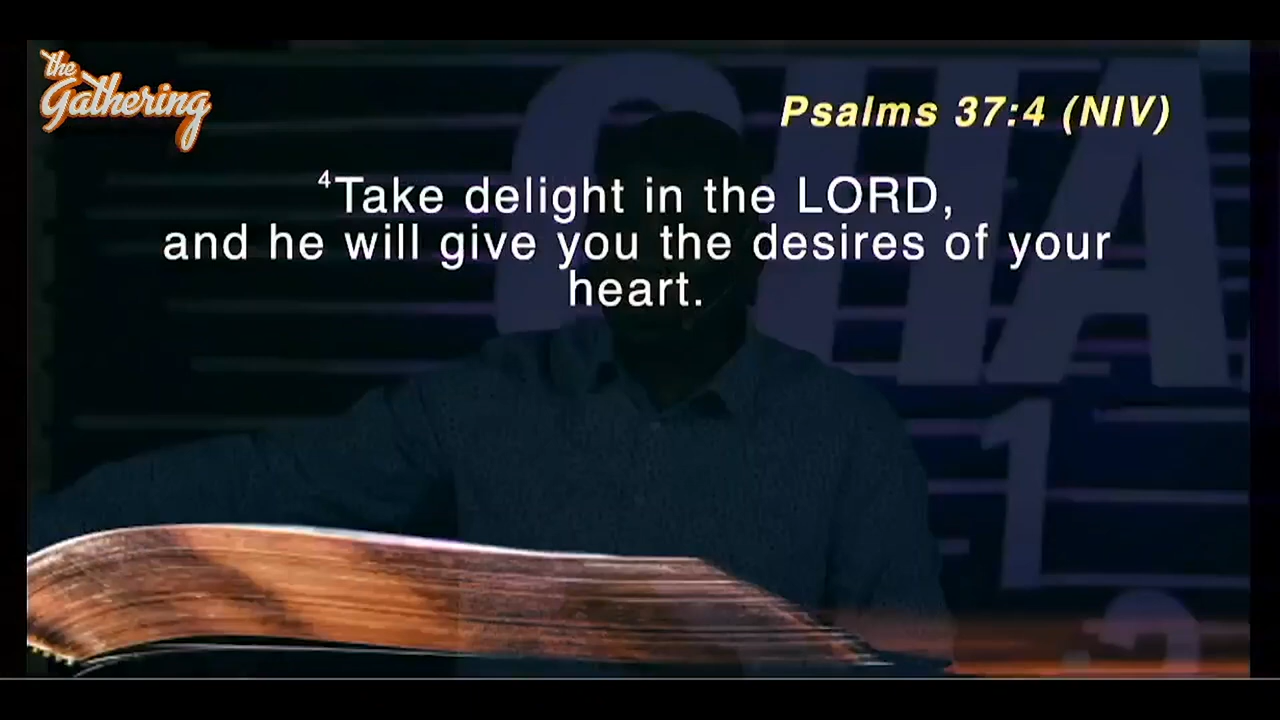 the
Gathering
Psalms 37:4 (NIV)
⁴Take delight in the LORD,
and he will give you the desires of your
heart.
1